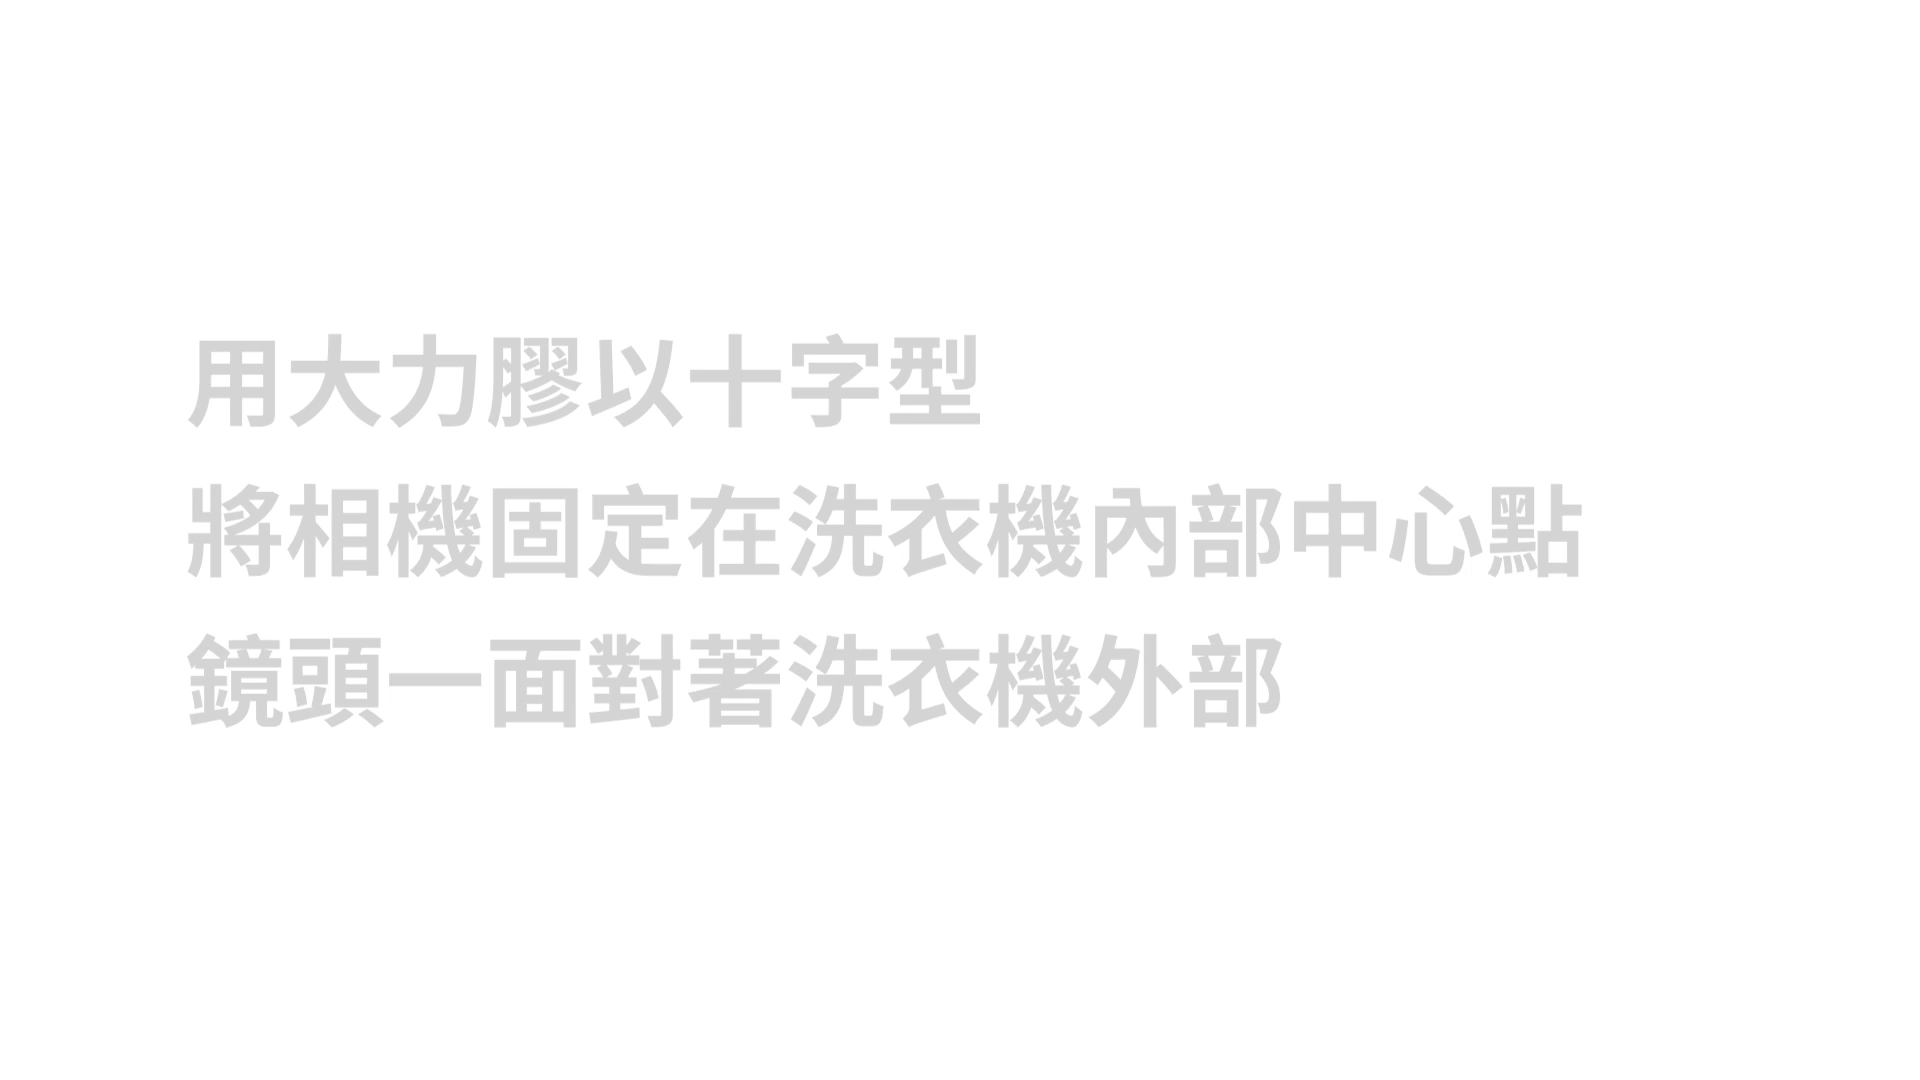 用大力膠以十字型
將相機固定在洗衣機內部中心點
鏡頭一面對著洗衣機外部